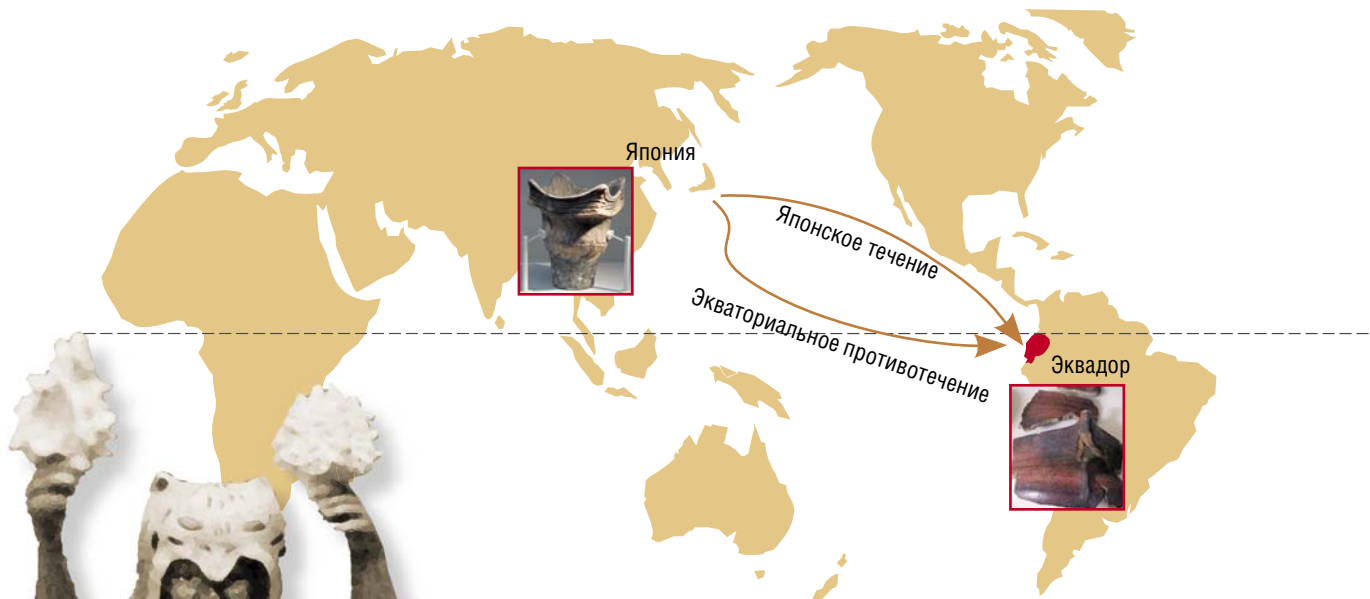 Япония
Японское течение
Экваториальное противотечение
Эквадор